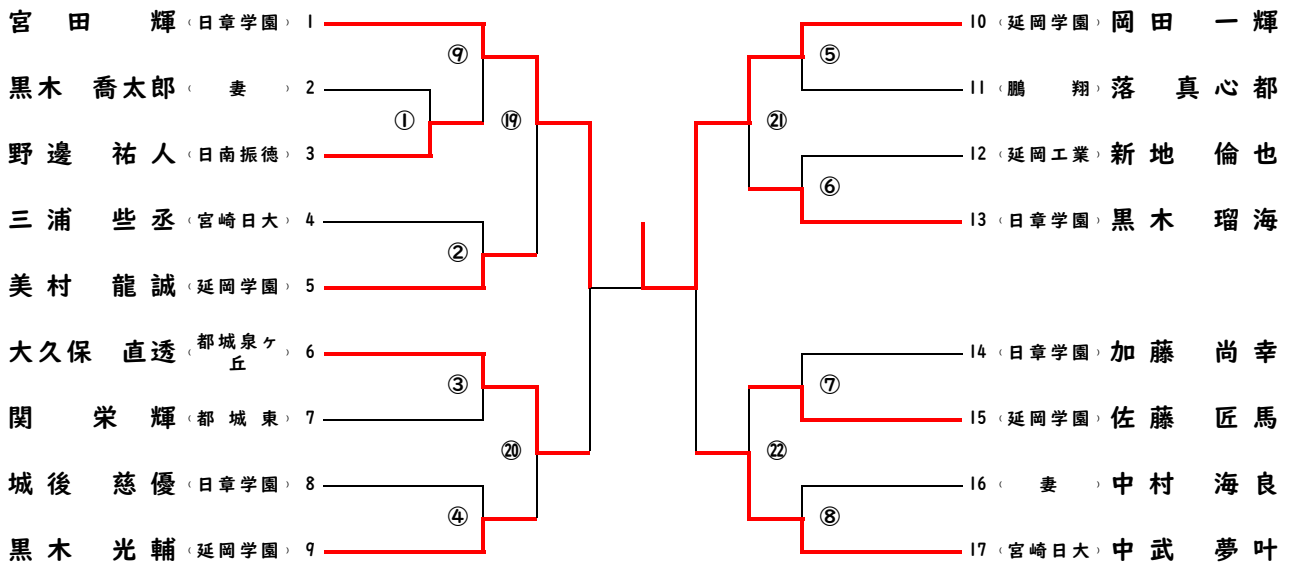 宮田 輝 (日章学園) 1
黒木 喬太郎 (妻) 2
野邊 祐人 (日南振徳) 3
三浦 些丞 (宮崎日大) 4
美村 龍誠 (延岡学園) 5
大久保 直透 (都城泉ヶ丘) 6
関 栄輝 (都城東) 7
城後 慈優 (日章学園) 8
黒木 光輔 (延岡学園) 9
⑨
①
⑲
②
③
⑳
④
⑤
㉑
⑥
⑦
㉒
⑧
10 (延岡学園) 岡田 一輝
11 (鵬翔) 落 真心都
12 (延岡工業) 新地 倫也
13 (日章学園) 黒木 瑠海
14 (日章学園) 加藤 尚幸
15 (延岡学園) 佐藤 匠馬
16 (妻) 中村 海良
17 (宮崎日大) 中武 夢叶